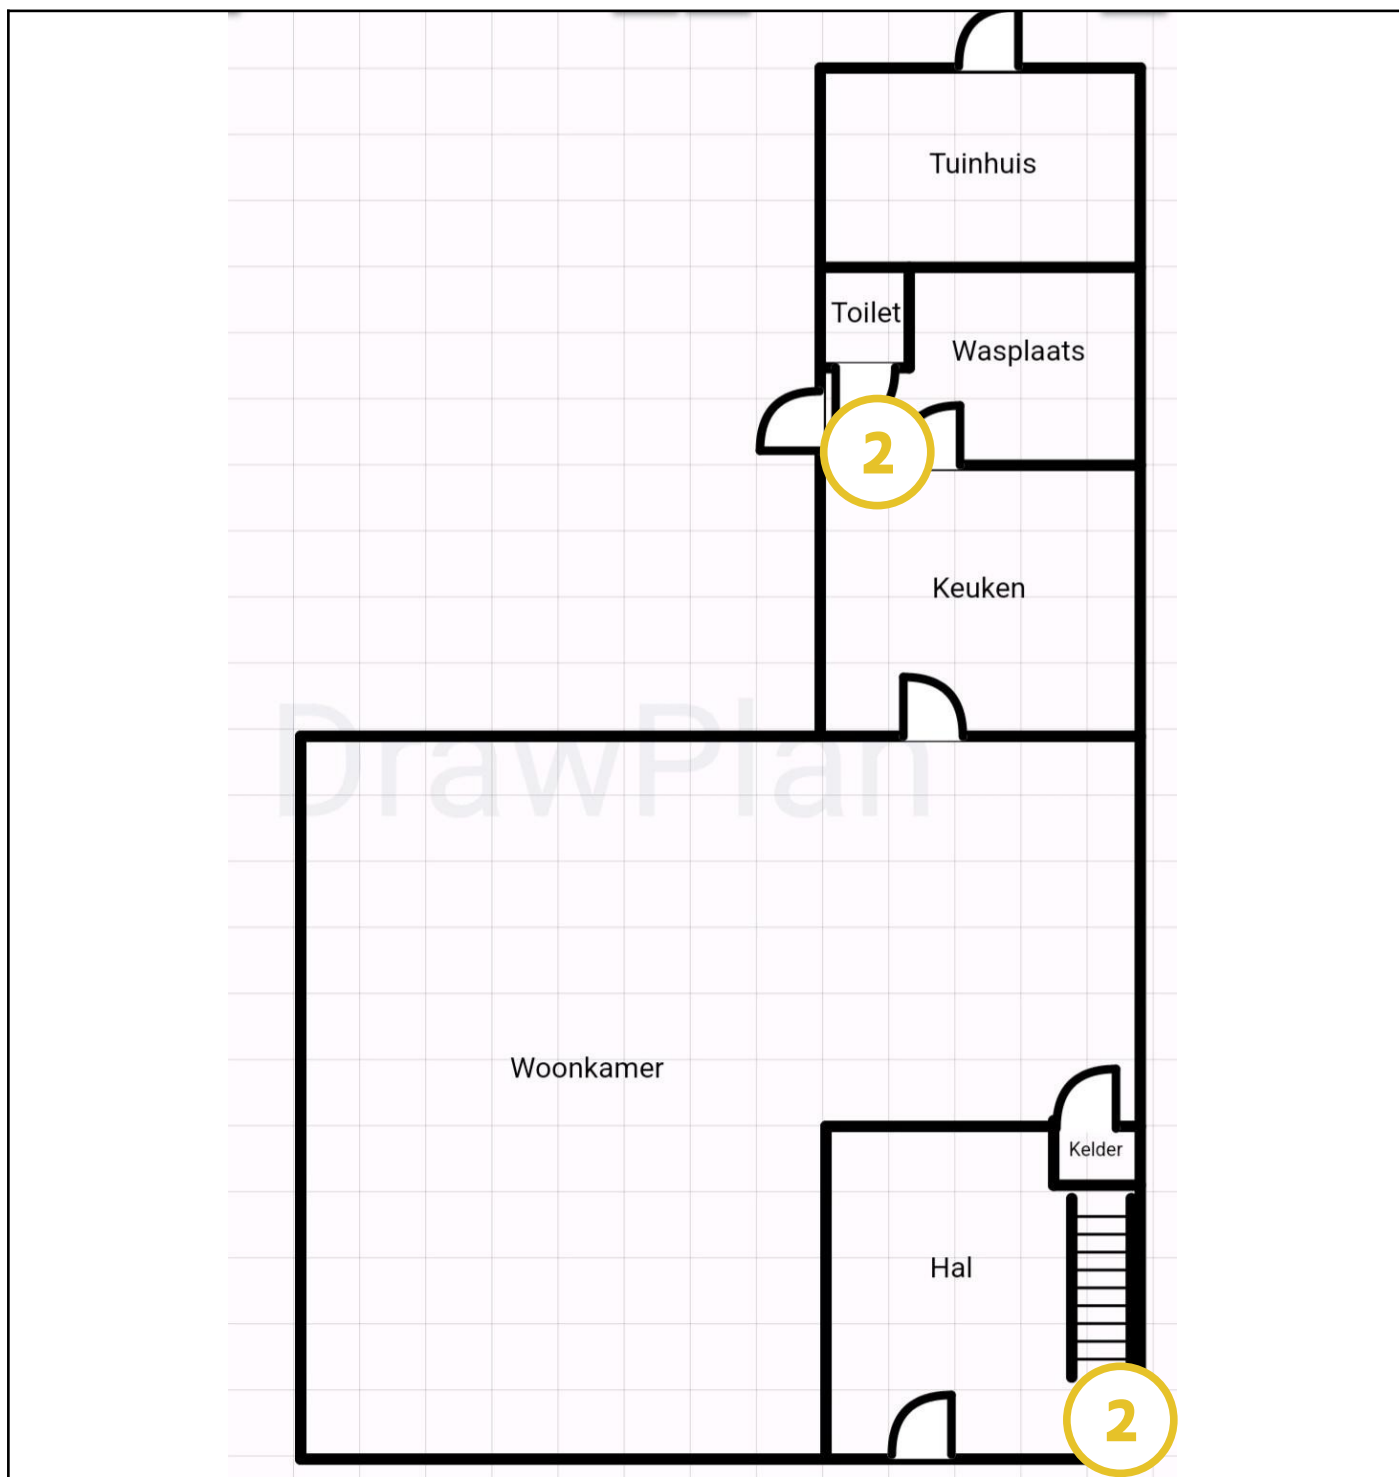 Tuinhuis
Toilet
Wasplaats
2
Keuken
DrawPlan
Woonkamer
Kelder
Hal
2